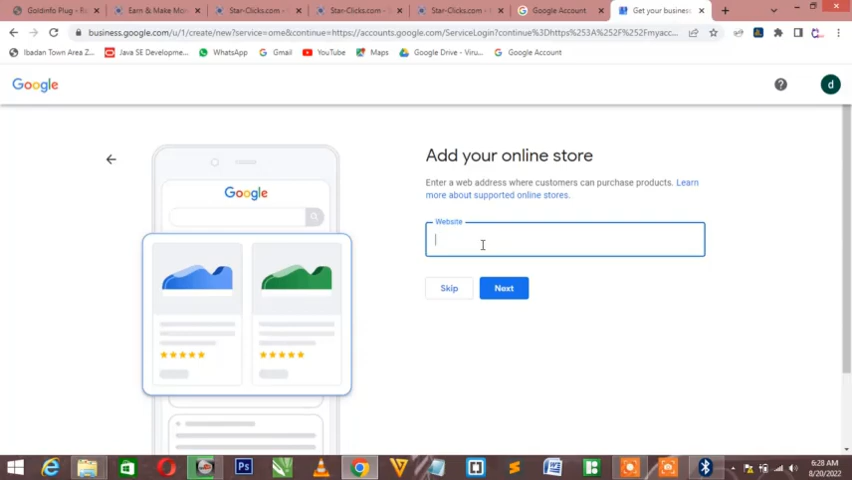 Goldinfo Plug - R
Earn & Make Mo
Star-Clicks.com -
Star-Clicks.com -
Star-Clicks.com -
Google Account
Get your business
business.google.com/u/1/create/new?service=ome&continue=https://accounts.google.com/ServiceLogin?continue%3Dhttps%253A%252F%252Fmyacc...
Ibadan Town Area Z...
Java SE Developme...
WhatsApp
Gmail
YouTube
Maps
Google Drive - Viru...
Google Account
Google
d
Google
Add your online store
Enter a web address where customers can purchase products. Learn
more about supported online stores.
Website
Skip
Next
Ps
6:28 AM
8/20/2022